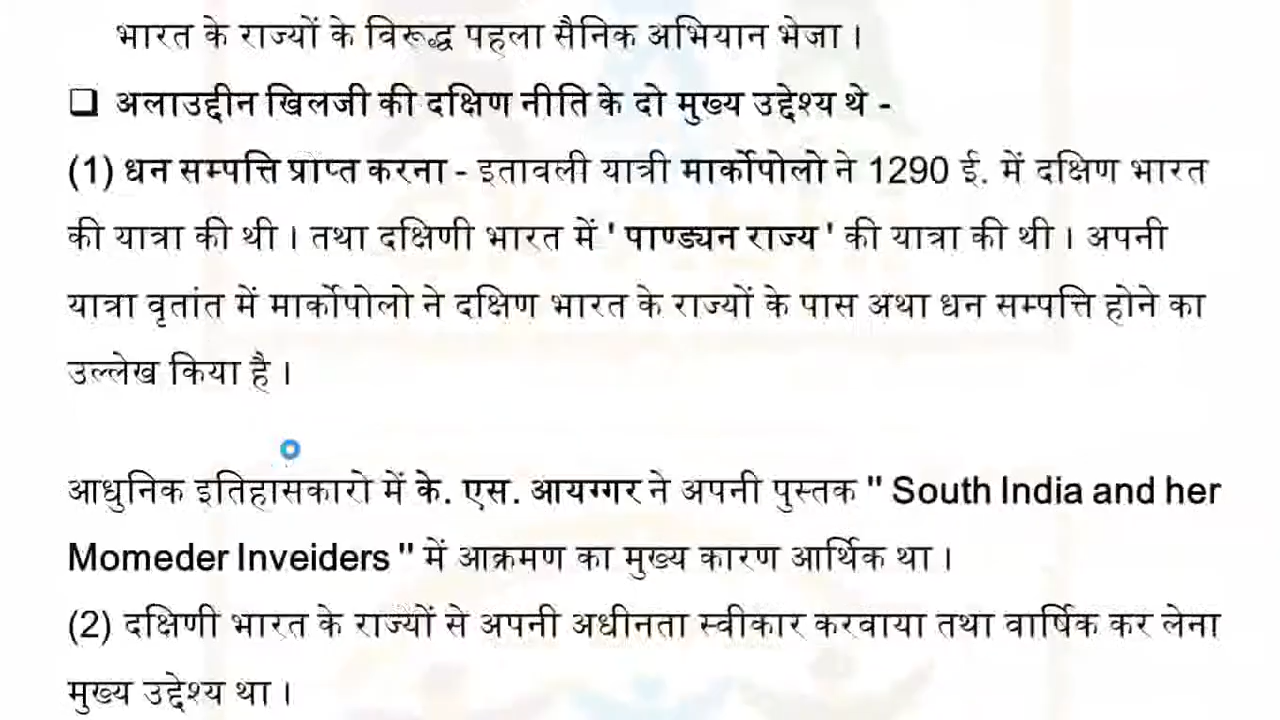 भारत के राज्यों के विरूद्ध पहला सैनिक अभियान भेजा ।
❑ अलाउद्दीन खिलजी की दक्षिण नीति के दो मुख्य उद्देश्य थे -
(1) धन सम्पत्ति प्राप्त करना - इतावली यात्री मार्कोपोलो ने 1290 ई. में दक्षिण भारत
की यात्रा की थी । तथा दक्षिणी भारत में ' पाण्ड्यन राज्य ' की यात्रा की थी । अपनी
यात्रा वृतांत में मार्कोपोलो ने दक्षिण भारत के राज्यों के पास अथा धन सम्पत्ति होने का
उल्लेख किया है ।
आधुनिक इतिहासकारो में के. एस. आयग्गर ने अपनी पुस्तक " South India and her
Momeder Inveiders " में आक्रमण का मुख्य कारण आर्थिक था ।
(2) दक्षिणी भारत के राज्यों से अपनी अधीनता स्वीकार करवाया तथा वार्षिक कर लेना
मुख्य उद्देश्य था ।